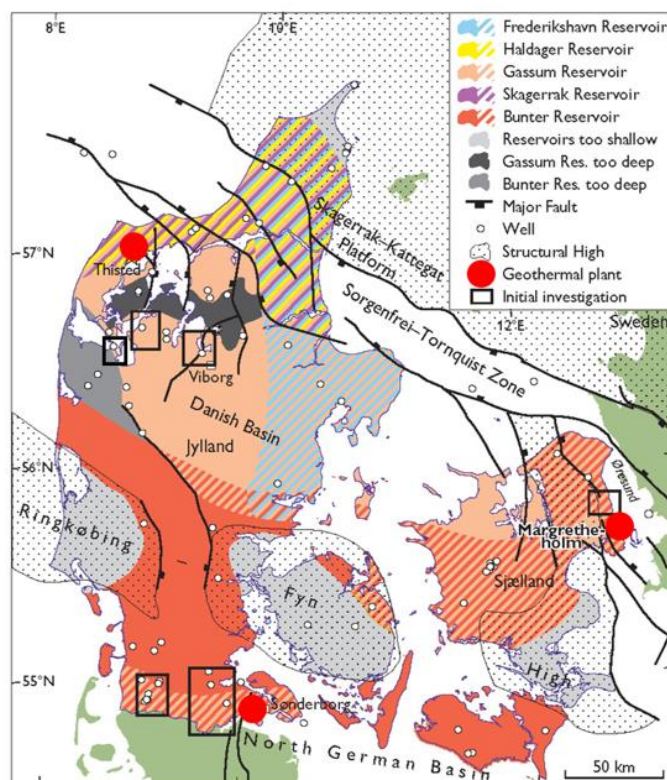 8°E
10°E
Frederikshavn Reservoir
Haldager Reservoir
Gassum Reservoir
Skagerrak Reservoir
Bunter Reservoir
Reservoirs too shallow
Gassum Res. too deep
Bunter Res. too deep
Major Fault
Well
Structural High
Geothermal plant
Initial investigation
57°N
Thisted
Skagerrak–Kattegat
Platform
Sorgenfrei–Tornquist Zone
12°E
Sweden
Viborg
Danish Basin
Jylland
56°N
Ringkøbing
Øresund
Margrethe-
holm
Fyn
Sjælland
High
55°N
Sønderborg
North German Basin
50 km